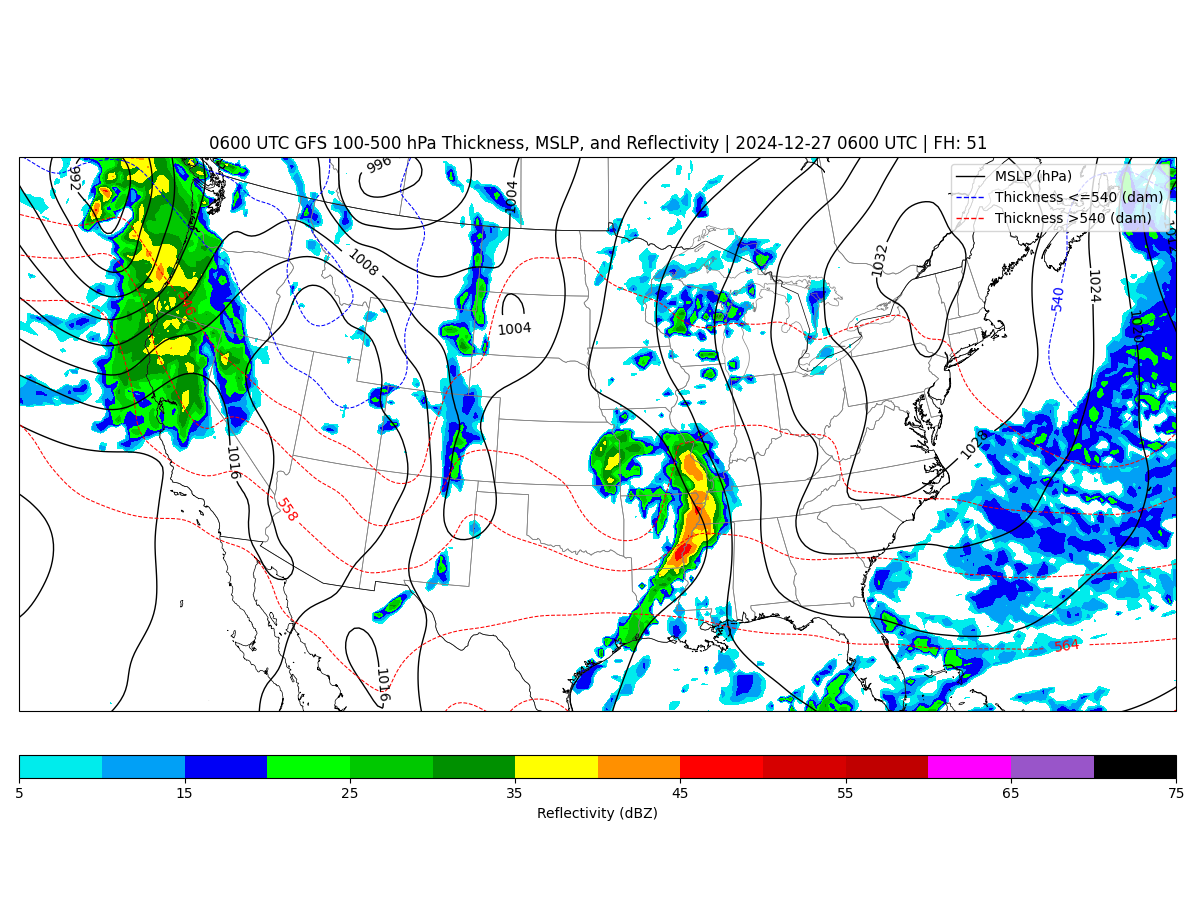 0600 UTC GFS 100-500 hPa Thickness, MSLP, and Reflectivity | 2024-12-27 0600 UTC | FH: 51
MSLP (hPa)
Thickness <=540 (dam)
Thickness >540 (dam)
992
996
1004
1008
1032
1024
540
1004
1016
1028
558
564
1016
5 15 25 35 45 55 65 75
Reflectivity (dBZ)